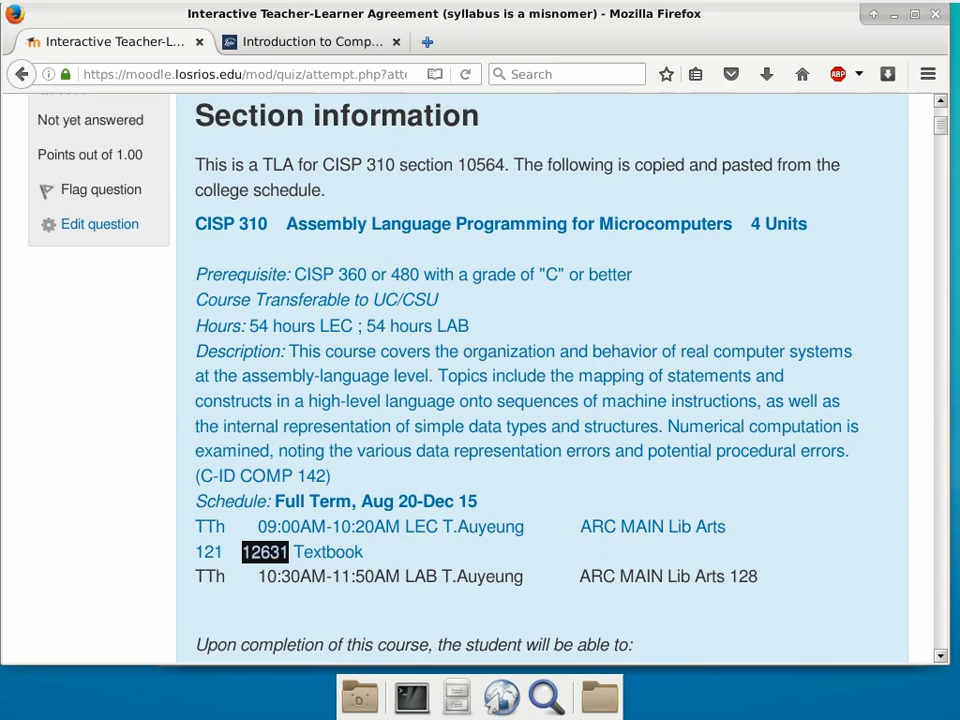 Interactive Teacher-Learner Agreement (syllabus is a misnomer) - Mozilla Firefox
Interactive Teacher-L... × Introduction to Comp... ×
https://moodle.losrios.edu/mod/quiz/attempt.php?atte Search ABP
Not yet answered
Points out of 1.00
Flag question
Edit question
Section information
This is a TLA for CISP 310 section 10564. The following is copied and pasted from the
college schedule.
CISP 310 Assembly Language Programming for Microcomputers 4 Units
Prerequisite: CISP 360 or 480 with a grade of "C" or better
Course Transferable to UC/CSU
Hours: 54 hours LEC ; 54 hours LAB
Description: This course covers the organization and behavior of real computer systems
at the assembly-language level. Topics include the mapping of statements and
constructs in a high-level language onto sequences of machine instructions, as well as
the internal representation of simple data types and structures. Numerical computation is
examined, noting the various data representation errors and potential procedural errors.
(C-ID COMP 142)
Schedule: Full Term, Aug 20-Dec 15
TTh 09:00AM-10:20AM LEC T.Auyeung ARC MAIN Lib Arts
121 12631 Textbook
TTh 10:30AM-11:50AM LAB T.Auyeung ARC MAIN Lib Arts 128
Upon completion of this course, the student will be able to: